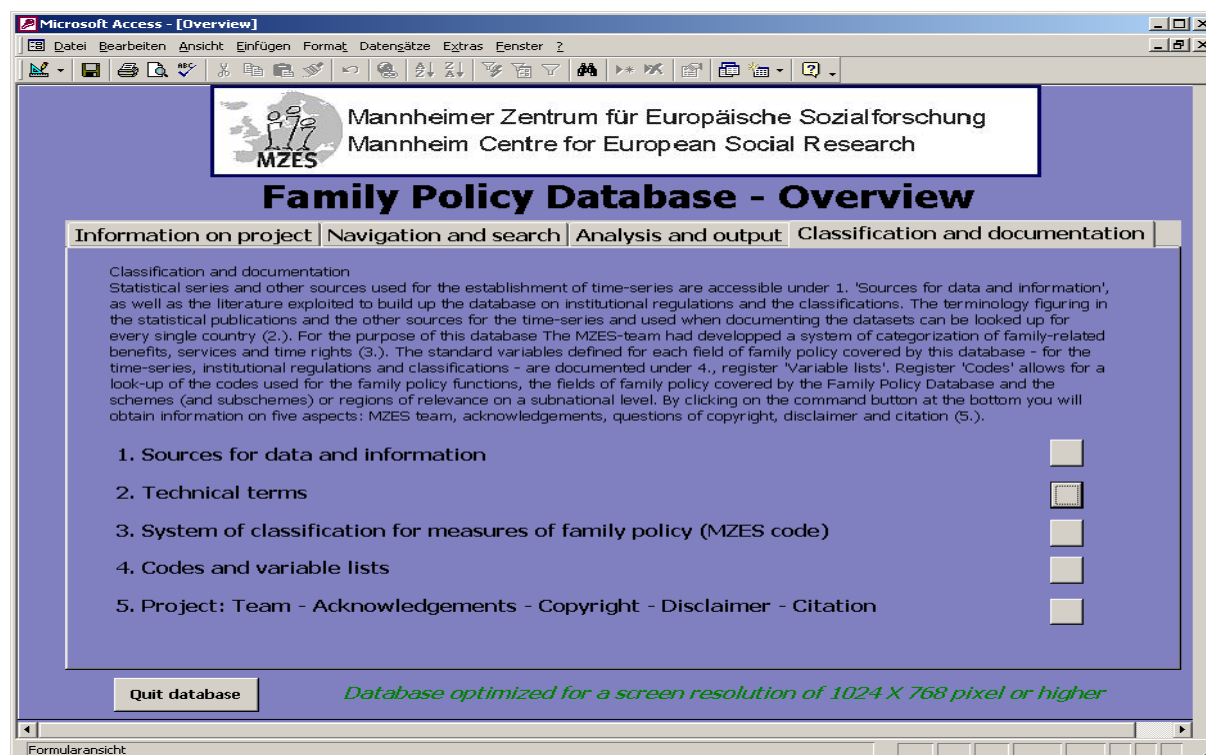 Microsoft Access - [Overview]
Datei Bearbeiten Ansicht Einfügen Format Datensätze Extras Fenster ?
MZES
Mannheimer Zentrum für Europäische Sozialforschung
Mannheim Centre for European Social Research
Family Policy Database - Overview
Information on project Navigation and search Analysis and output Classification and documentation
Classification and documentation
Statistical series and other sources used for the establishment of time-series are accessible under 1. 'Sources for data and information',
as well as the literature exploited to build up the database on institutional regulations and the classifications. The terminology figuring in
the statistical publications and the other sources for the time-series and used when documenting the datasets can be looked up for
every single country (2.). For the purpose of this database The MZES-team had developped a system of categorization of family-related
benefits, services and time rights (3.). The standard variables defined for each field of family policy covered by this database - for the
time-series, institutional regulations and classifications - are documented under 4., register 'Variable lists'. Register 'Codes' allows for a
look-up of the codes used for the family policy functions, the fields of family policy covered by the Family Policy Database and the
schemes (and subschemes) or regions of relevance on a subnational level. By clicking on the command button at the bottom you will
obtain information on five aspects: MZES team, acknowledgements, questions of copyright, disclaimer and citation (5.).
1. Sources for data and information
2. Technical terms
3. System of classification for measures of family policy (MZES code)
4. Codes and variable lists
5. Project: Team - Acknowledgements - Copyright - Disclaimer - Citation
Quit database
Database optimized for a screen resolution of 1024 X 768 pixel or higher
Formularansicht